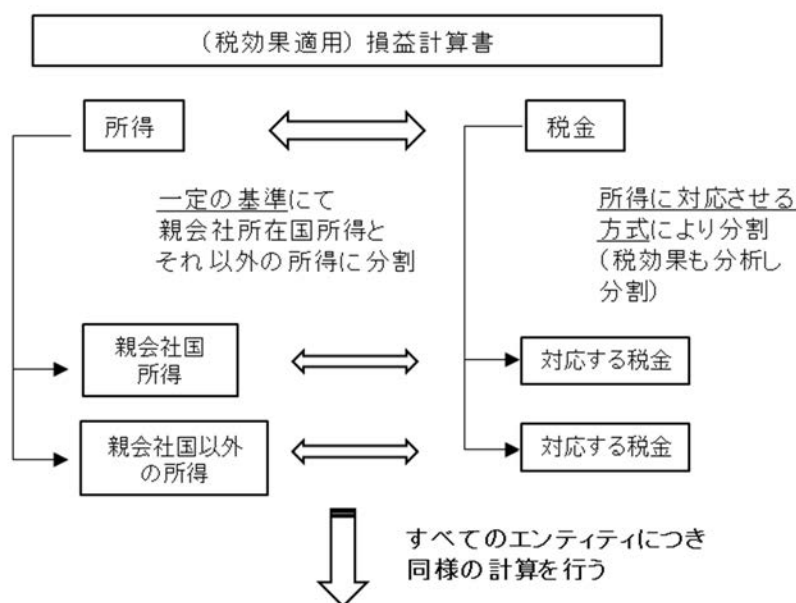 (税効果適用) 損益計算書
所得
税金
一定の基準にて
親会社所在国所得と
それ以外の所得に分割
所得に対応させる
方式により分割
(税効果も分析し
分割)
親会社国
所得
対応する税金
親会社国以外
の所得
対応する税金
すべてのエンティティにつき
同様の計算を行う